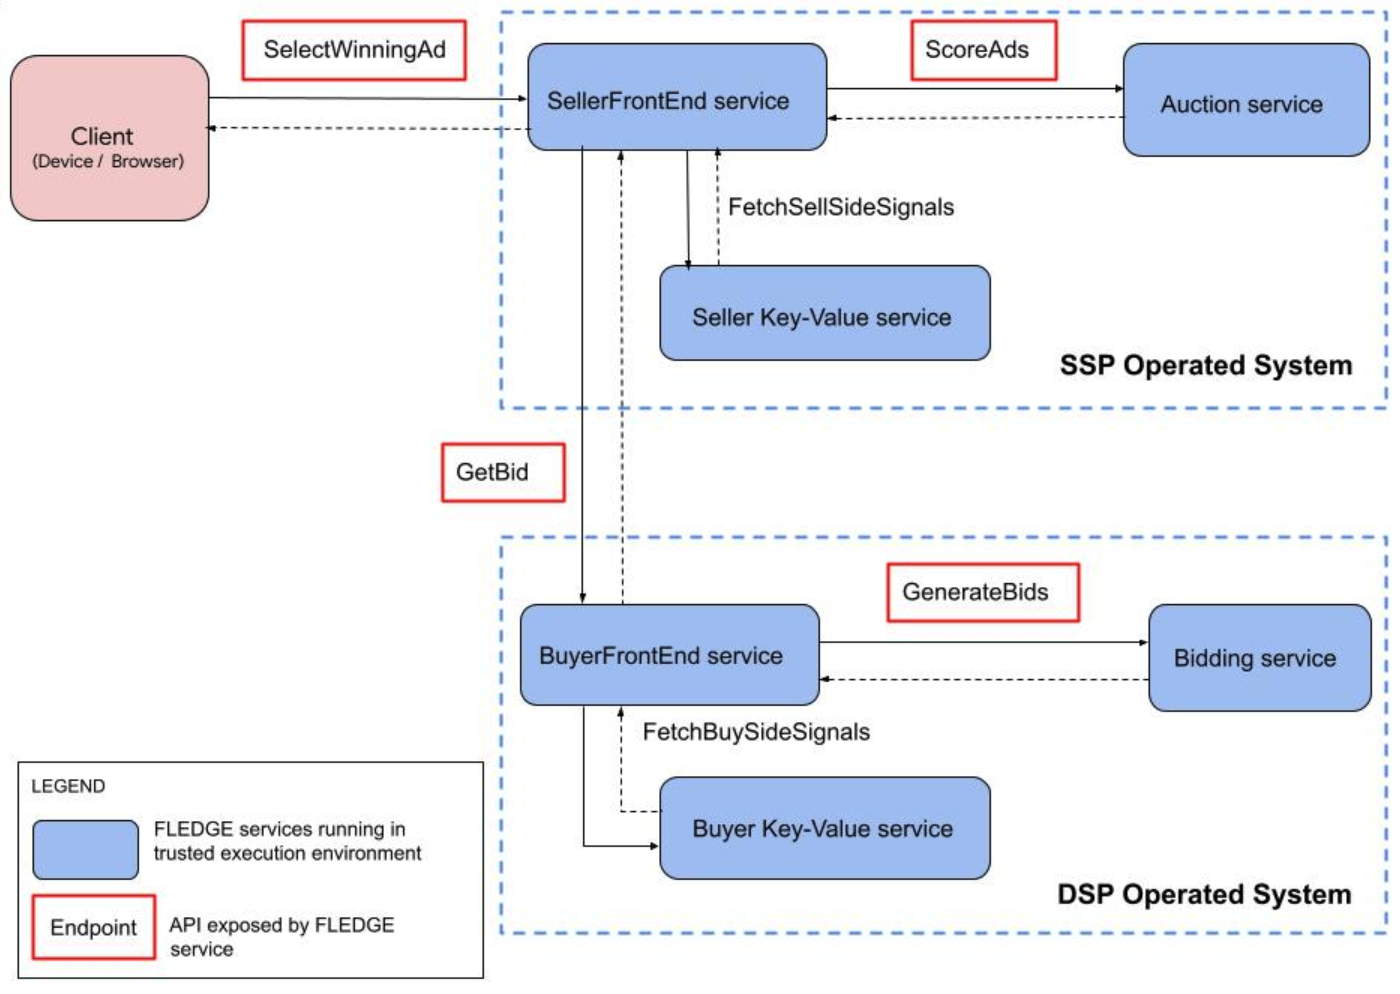 SelectWinningAd
ScoreAds
SellerFrontEnd service
Auction service
Client
(Device / Browser)
FetchSellSideSignals
Seller Key-Value service
SSP Operated System
GetBid
GenerateBids
BuyerFrontEnd service
Bidding service
FetchBuySideSignals
Buyer Key-Value service
DSP Operated System
LEGEND
FLEDGE services running in
trusted execution environment
Endpoint
API exposed by FLEDGE
service